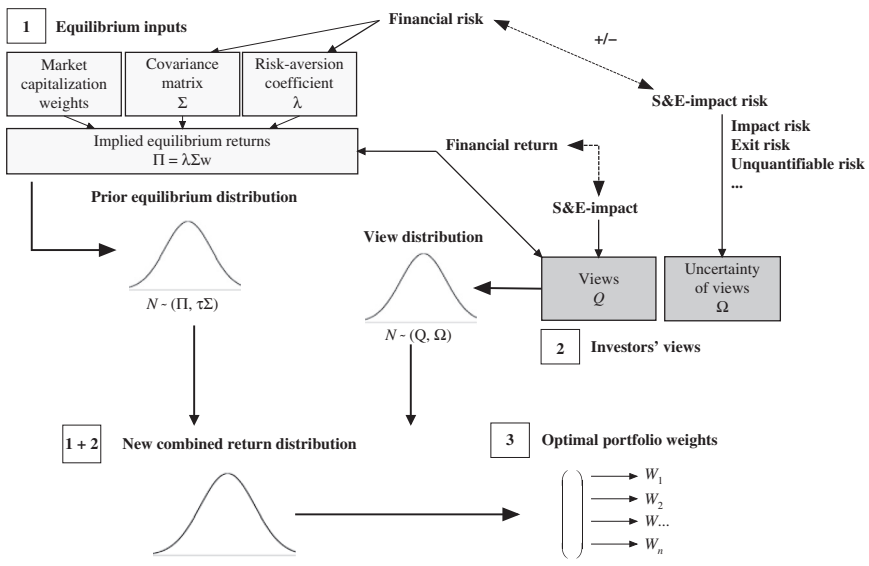 1
Equilibrium inputs
Financial risk
+/−
Market
capitalization
weights
Covariance
matrix
Σ
Risk-aversion
coefficient
λ
S&E-impact risk
Impact risk
Exit risk
Unquantifiable risk
...
Implied equilibrium returns
Π = λΣw
Financial return
S&E-impact
Prior equilibrium distribution
View distribution
Views
Q
Uncertainty
of views
Ω
N ~ (Π, τΣ)
N ~ (Q, Ω)
2
Investors' views
1 + 2
New combined return distribution
3
Optimal portfolio weights
W1
W2
W...
Wn